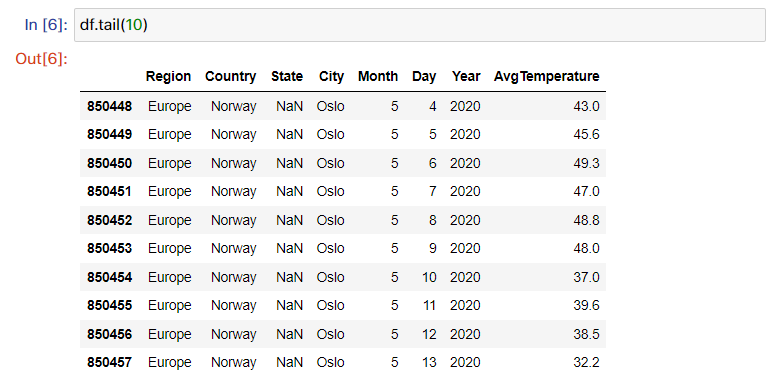 In [6]: df.tail(10)
Out[6]:
Region Country State City Month Day Year AvgTemperature
850448 Europe Norway NaN Oslo 5 4 2020 43.0
850449 Europe Norway NaN Oslo 5 5 2020 45.6
850450 Europe Norway NaN Oslo 5 6 2020 49.3
850451 Europe Norway NaN Oslo 5 7 2020 47.0
850452 Europe Norway NaN Oslo 5 8 2020 48.8
850453 Europe Norway NaN Oslo 5 9 2020 48.0
850454 Europe Norway NaN Oslo 5 10 2020 37.0
850455 Europe Norway NaN Oslo 5 11 2020 39.6
850456 Europe Norway NaN Oslo 5 12 2020 38.5
850457 Europe Norway NaN Oslo 5 13 2020 32.2